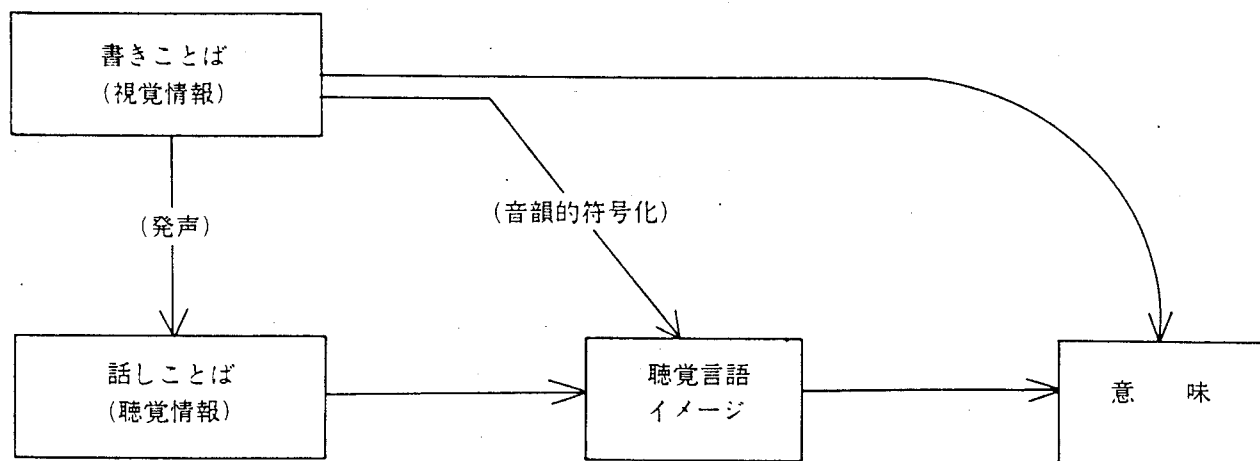 書きことば
(視覚情報)
(発声)
(音韻的符号化)
話しことば
(聴覚情報)
聴覚言語
イメージ
意 味